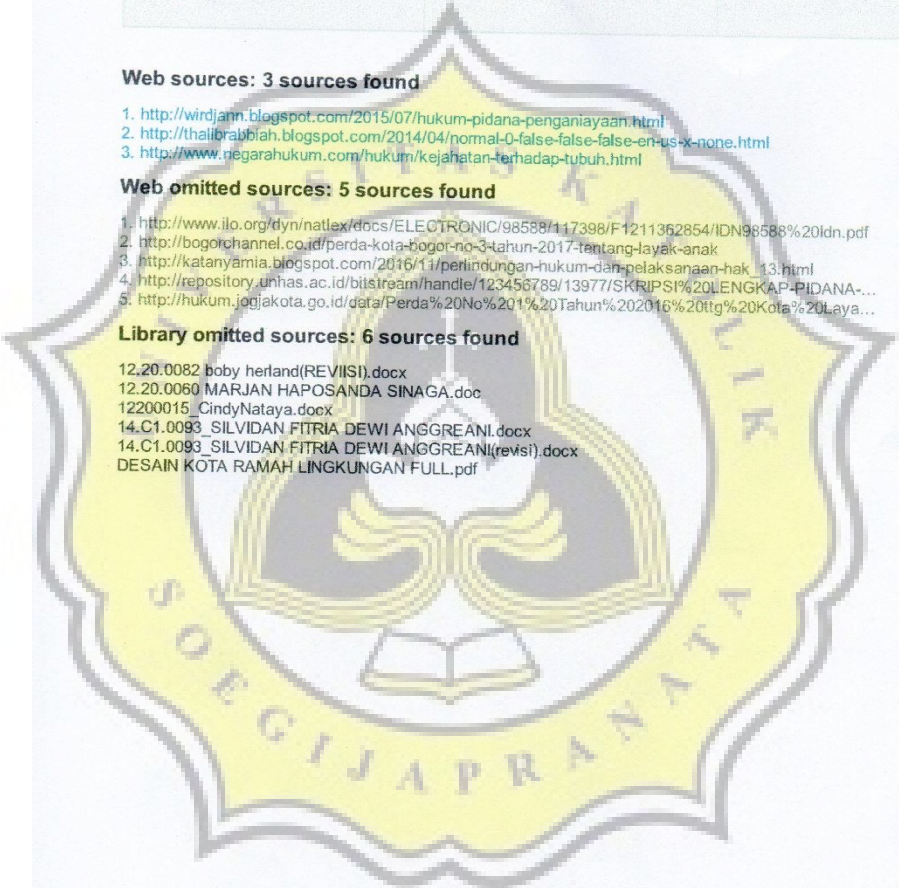 Web sources: 3 sources found
1. http://wirdjann.blogspot.com/2015/07/hukum-pidana-penganiayaan.html
2. http://thalibrabbiah.blogspot.com/2014/04/normal-0-false-false-false-en-us-x-none.html
3. http://www.negarahukum.com/hukum/kejahatan-terhadap-tubuh.html
Web omitted sources: 5 sources found
1. http://www.ilo.org/dyn/natlex/docs/ELECTRONIC/98588/117398/F1211362854/IDN98588%20Idn.pdf
2. http://bogorchannel.co.id/perda-kota-bogor-no-3-tahun-2017-tentang-layak-anak
3. http://katanyamia.blogspot.com/2016/11/perlindungan-hukum-dan-pelaksanaan-hak_13.html
4. http://repository.unhas.ac.id/bitstream/handle/123456789/13977/SKRIPSI%20LENGKAP-PIDANA-...
5. http://hukum.jogjakota.go.id/data/Perda%20No%201%20Tahun%202016%20ttg%20Kota%20Laya...
Library omitted sources: 6 sources found
12.20.0082 boby herland(REVIISI).docx
12.20.0060 MARJAN HAPOSANDA SINAGA.doc
12200015_CindyNataya.docx
14.C1.0093_SILVIDAN FITRIA DEWI ANGGREANI.docx
14.C1.0093_SILVIDAN FITRIA DEWI ANGGREANI(revisi).docx
DESAIN KOTA RAMAH LINGKUNGAN FULL.pdf
SOEGIJAPRANATA